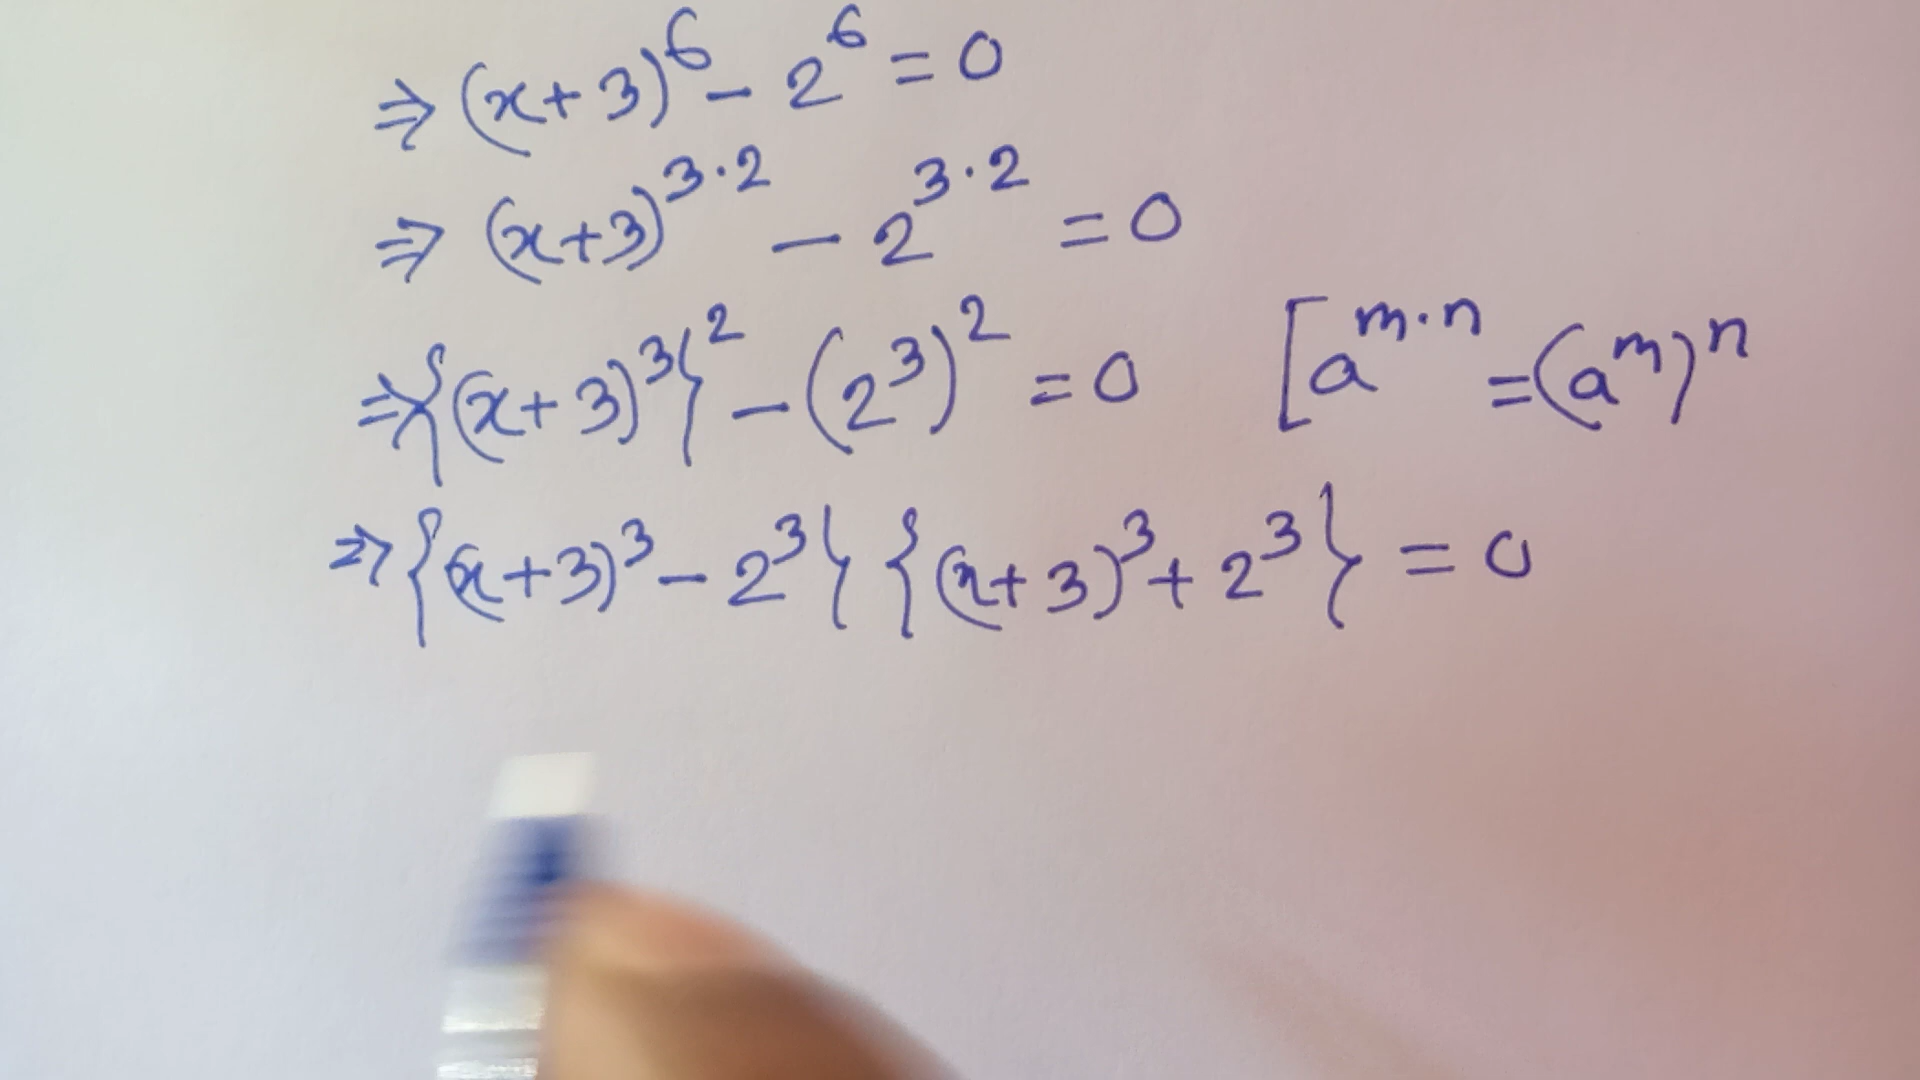 ⇒ (x+3)^6 - 2^6 = 0
⇒ (x+3)^{3·2} - 2^{3·2} = 0
⇒ {(x+3)^3}^2 - (2^3)^2 = 0 [a^{m·n} = (a^m)^n
⇒ {(x+3)^3 - 2^3} {(x+3)^3 + 2^3} = 0